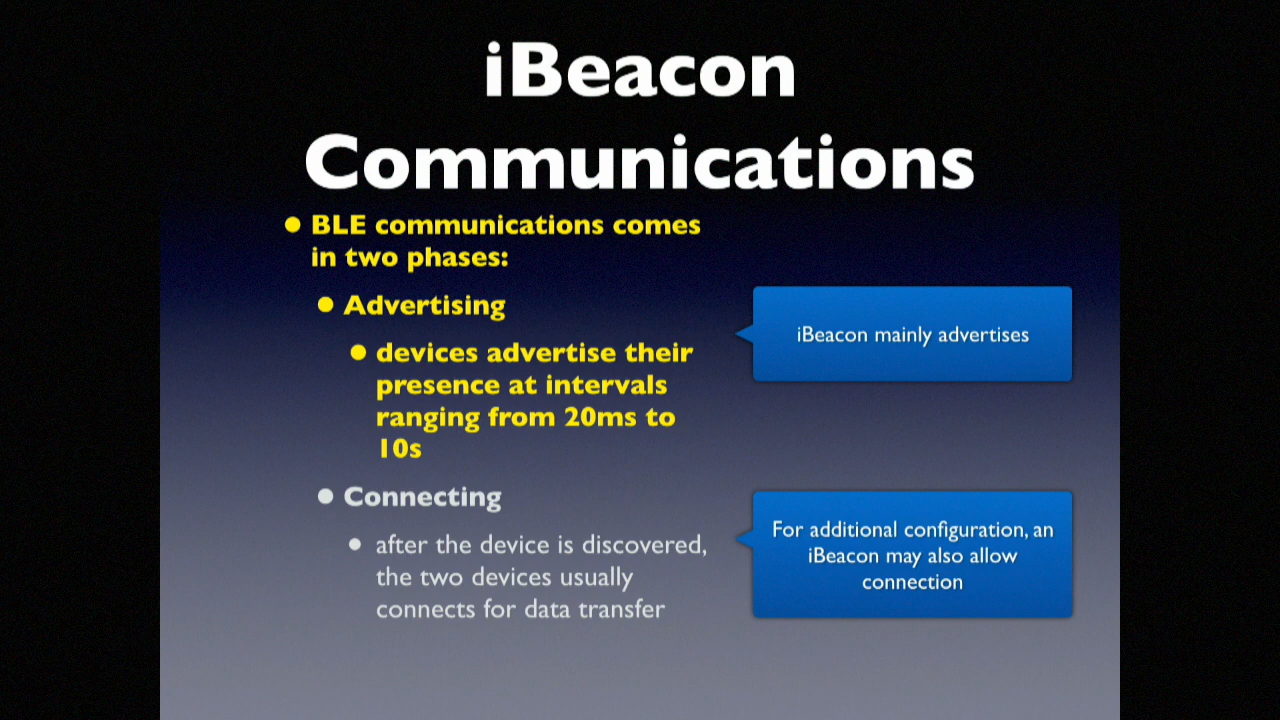 iBeacon
Communications
• BLE communications comes
in two phases:
• Advertising
• devices advertise their
presence at intervals
ranging from 20ms to
10s
iBeacon mainly advertises
• Connecting
• after the device is discovered,
the two devices usually
connects for data transfer
For additional configuration, an
iBeacon may also allow
connection